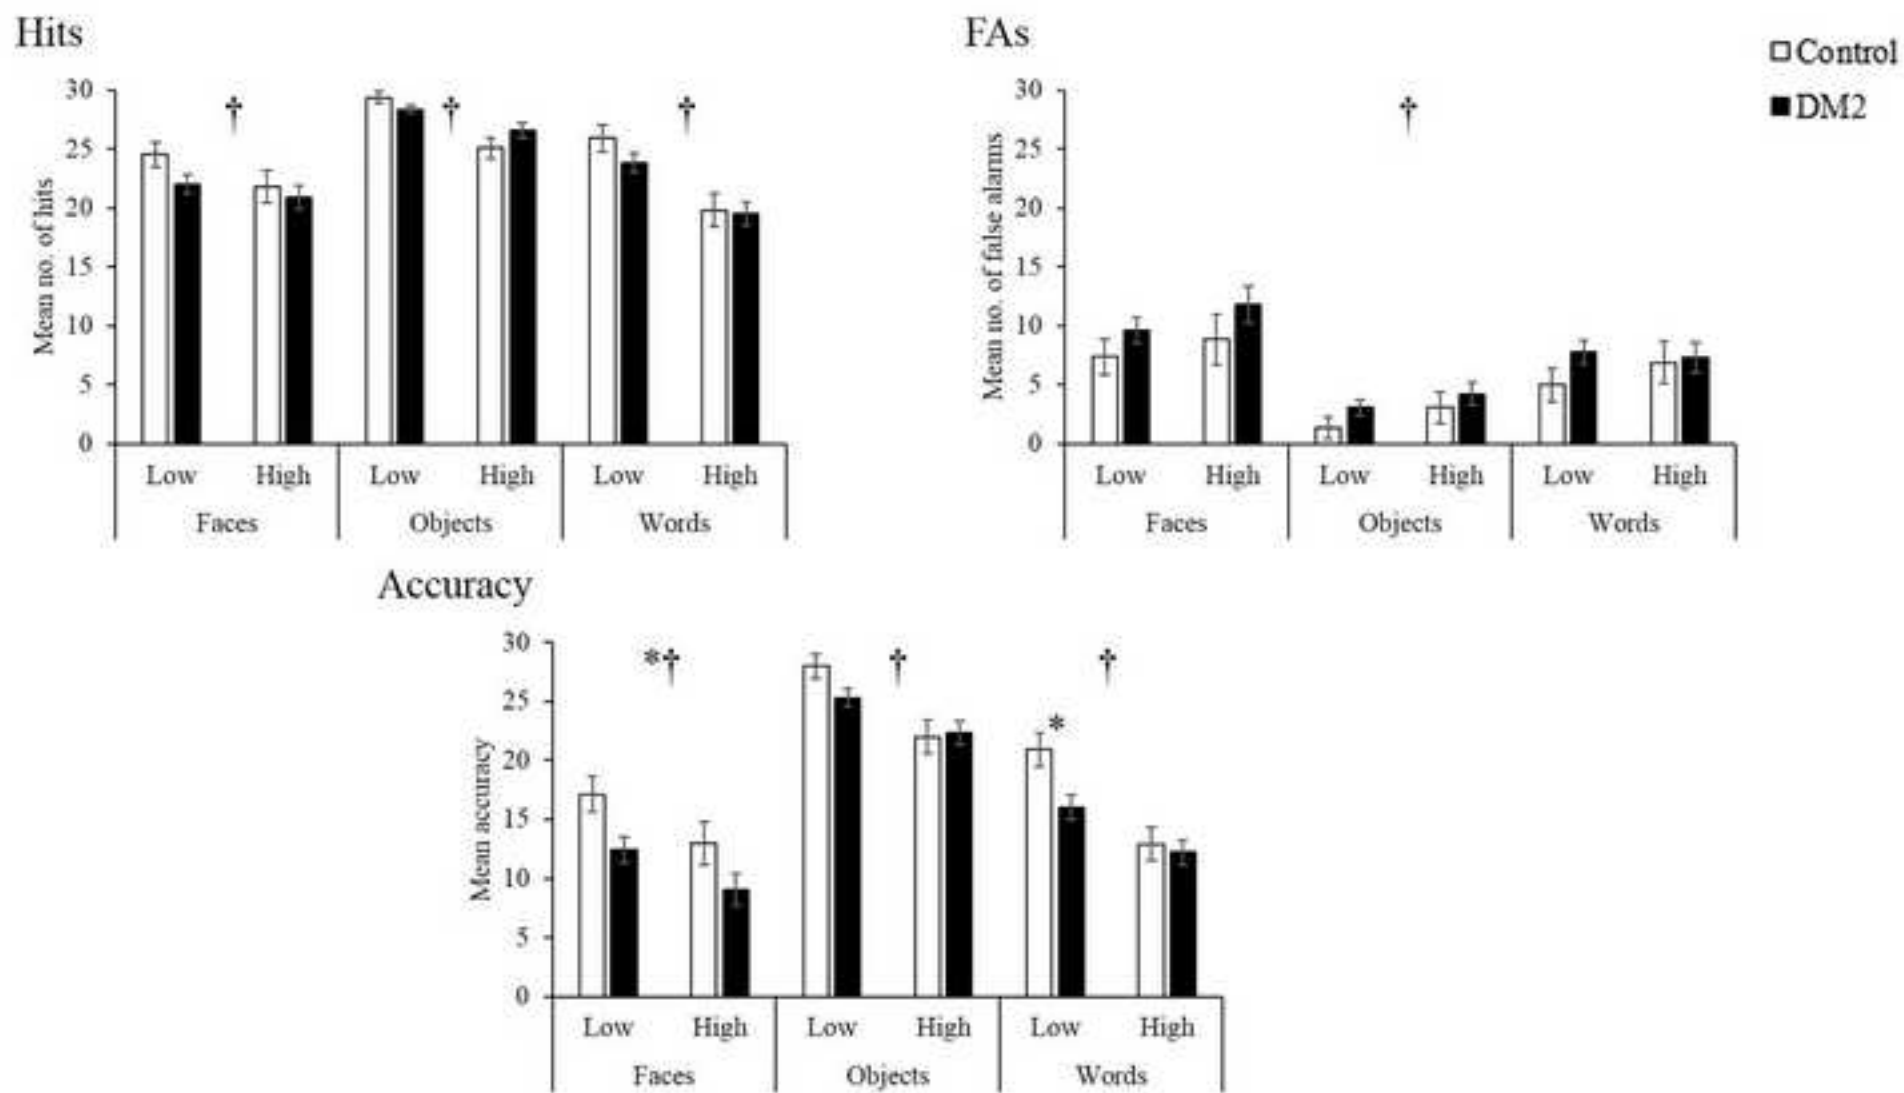 Hits
Mean no. of hits
30
25
20
15
10
5
0
†
†
†
Low
High
Low
High
Low
High
Faces
Objects
Words
FAs
Mean no. of false alarms
30
25
20
15
10
5
0
†
Low
High
Low
High
Low
High
Faces
Objects
Words
Control
DM2
Accuracy
Mean accuracy
30
25
20
15
10
5
0
*†
†
†
*
Low
High
Low
High
Low
High
Faces
Objects
Words